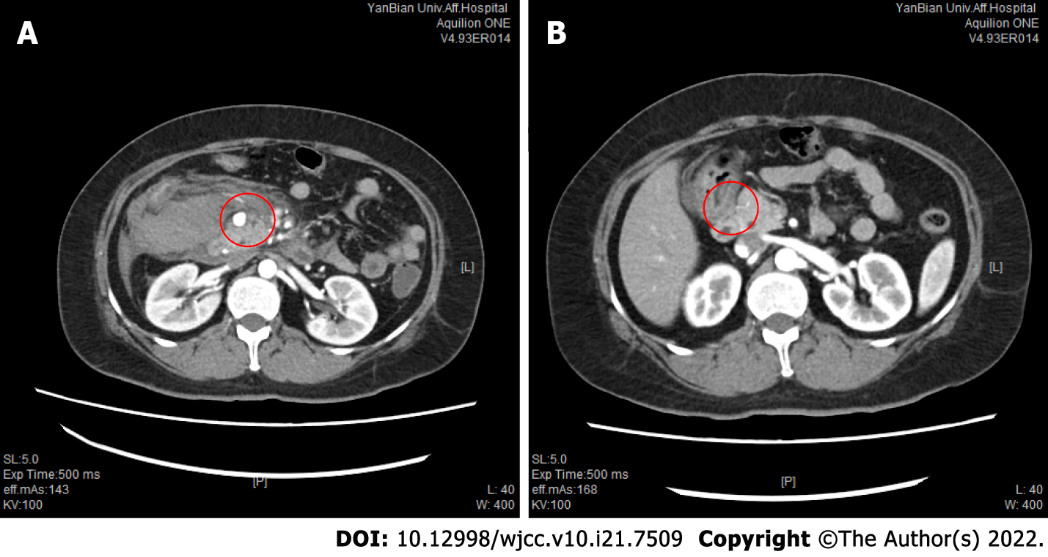 A
YanBian Univ.Aff.Hospital
Aquilion ONE
V4.93ER014
[L]
SL:5.0
Exp Time:500 ms
eff.mAs:143
KV:100
[P]
L: 40
W: 400
B
YanBian Univ.Aff.Hospital
Aquilion ONE
V4.93ER014
[L]
SL:5.0
Exp Time:500 ms
eff.mAs:168
KV:100
[P]
L: 40
W: 400
DOI: 10.12998/wjcc.v10.i21.7509 Copyright ©The Author(s) 2022.